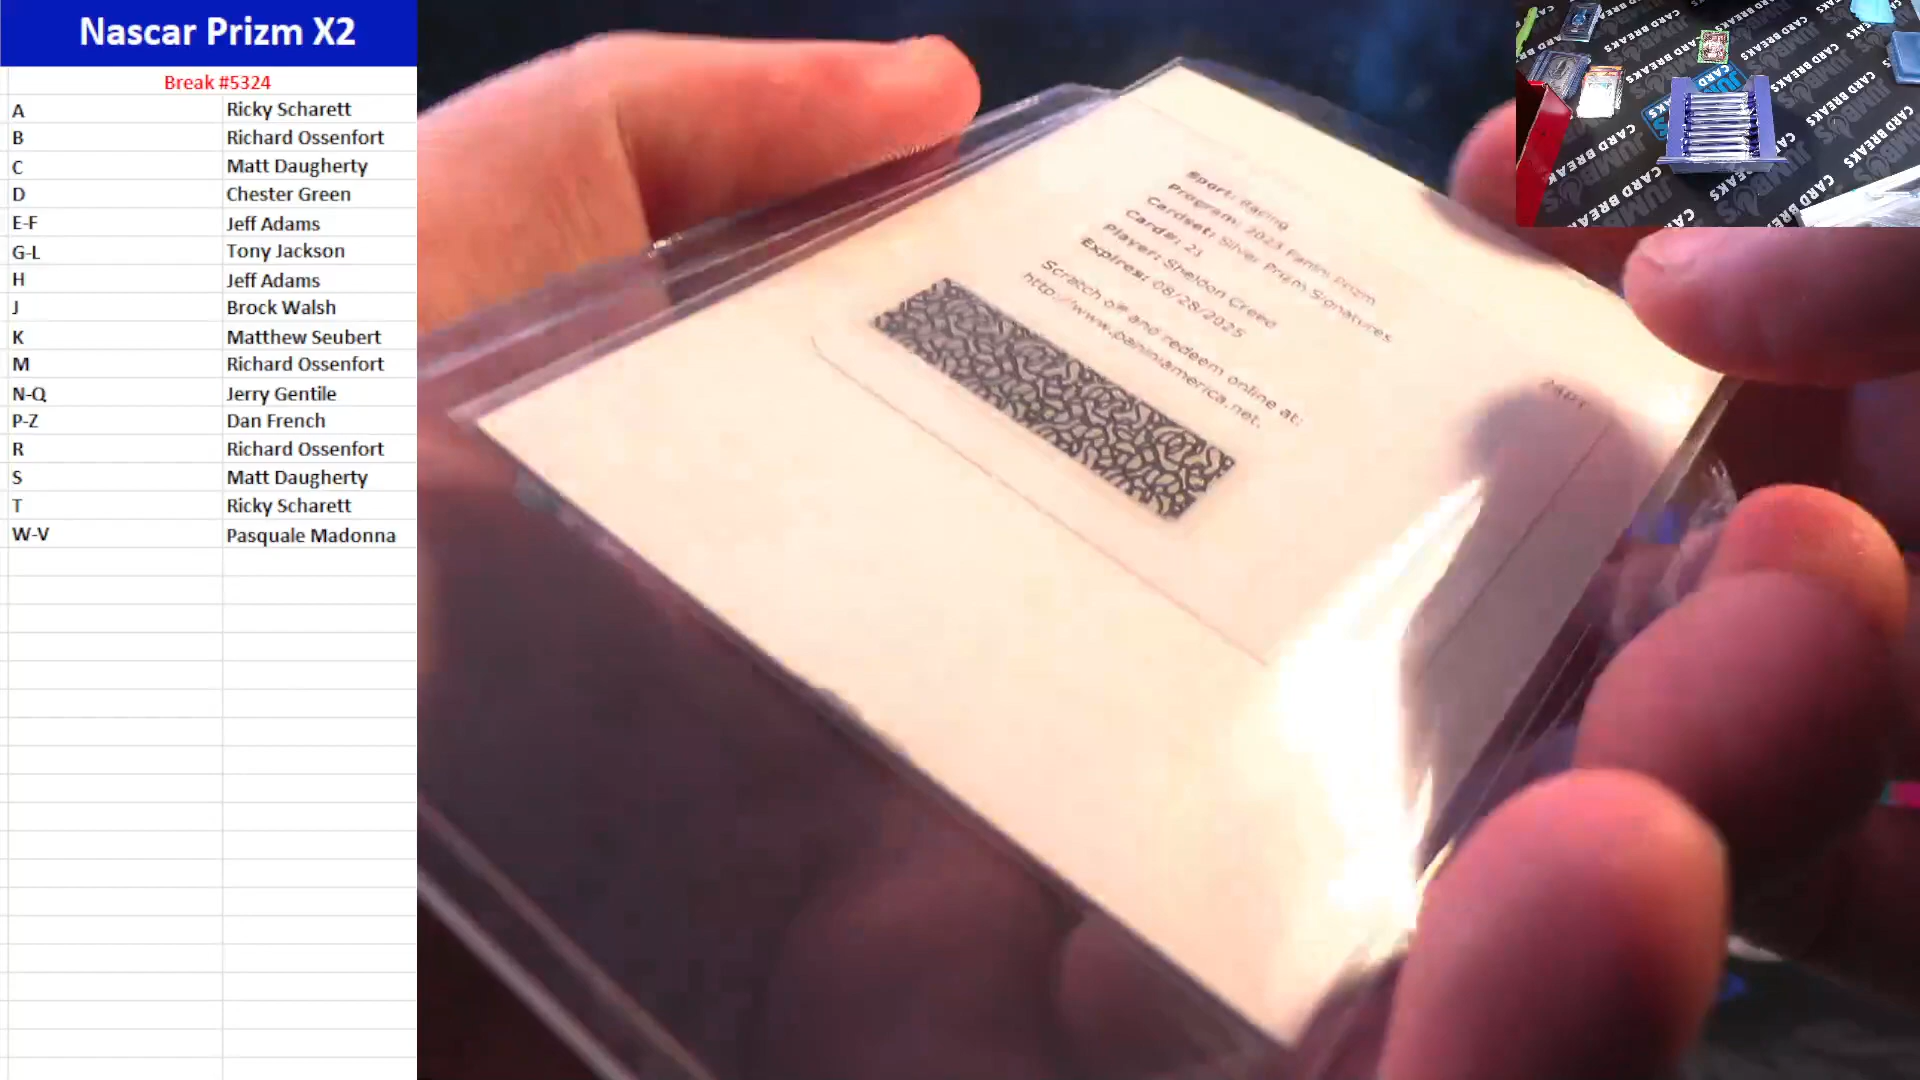 Nascar Prizm X2
Break #5324
A Ricky Scharett
B Richard Ossenfort
C Matt Daugherty
D Chester Green
E-F Jeff Adams
G-L Tony Jackson
H Jeff Adams
J Brock Walsh
K Matthew Seubert
M Richard Ossenfort
N-Q Jerry Gentile
P-Z Dan French
R Richard Ossenfort
S Matt Daugherty
T Ricky Scharett
W-V Pasquale Madonna
Sport: Racing
Program: 2023 Panini Prizm
Cardset: Silver Prizm Signatures
Card#: 21
Player: Sheldon Creed
Expires: 08/28/2025
Scratch off and redeem online at:
http://www.paniniamerica.net.
JUMBO'S
CARD BREAKS